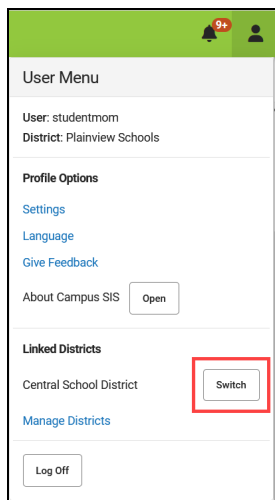 9+
User Menu
User: studentmom
District: Plainview Schools
Profile Options
Settings
Language
Give Feedback
About Campus SIS Open
Linked Districts
Central School District Switch
Manage Districts
Log Off